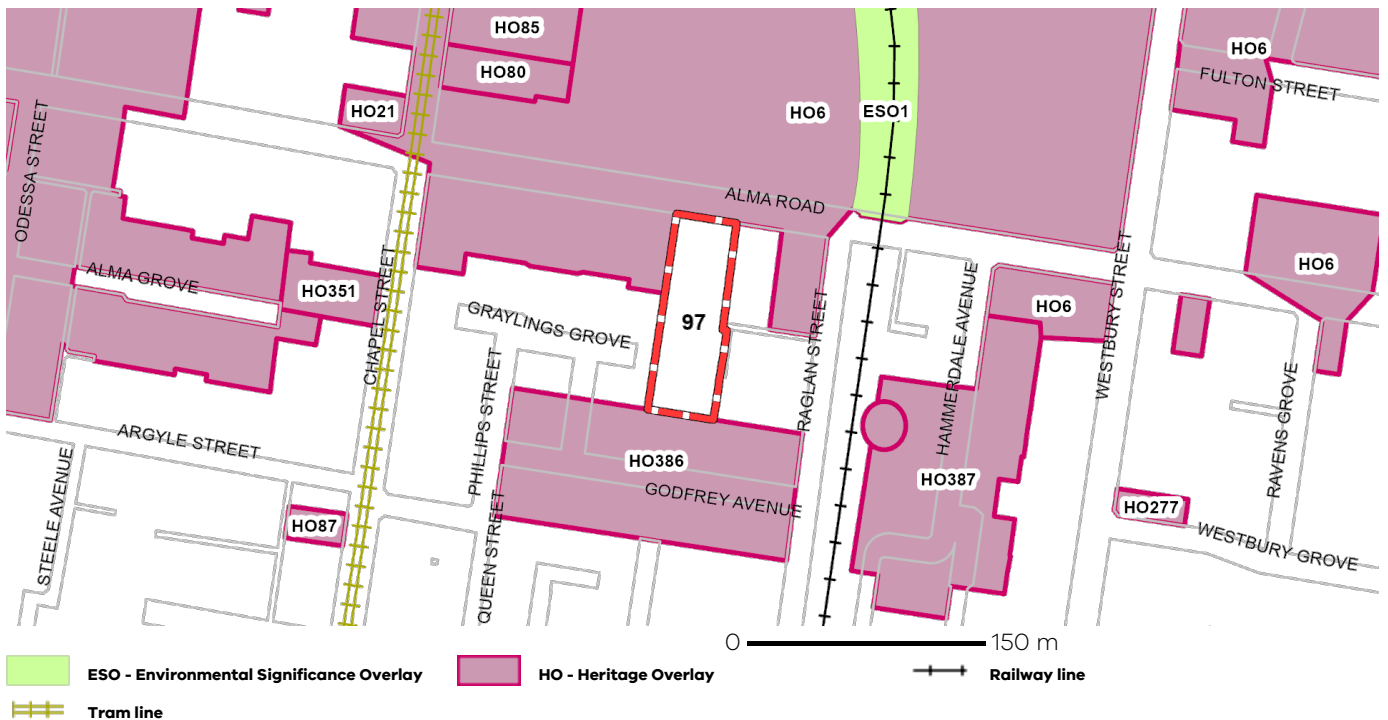 HO85
HO80
HO21
HO6
ESO1
HO6
FULTON STREET
ODESSA STREET
ALMA ROAD
ALMA GROVE
HO351
CHAPEL STREET
GRAYLINGS GROVE
97
RAGLAN STREET
HAMMERDALE AVENUE
HO6
WESTBURY STREET
HO6
RAVENS GROVE
ARGYLE STREET
STEELE AVENUE
HO87
PHILLIPS STREET
QUEEN STREET
HO386
GODFREY AVENUE
HO387
HO277
WESTBURY GROVE
0 150 m
ESO - Environmental Significance Overlay
HO - Heritage Overlay
Railway line
Tram line